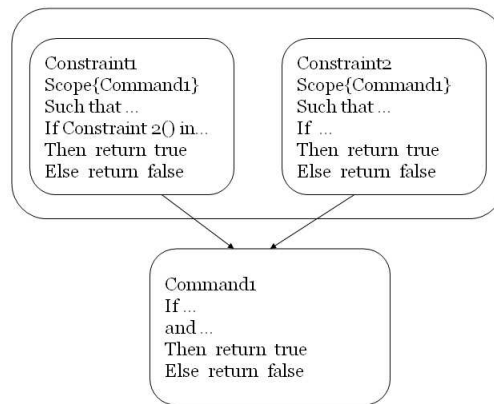 Constraint1
Scope{Command1}
Such that ...
If Constraint 2() in...
Then return true
Else return false
Constraint2
Scope{Command1}
Such that ...
If ...
Then return true
Else return false
Command1
If ...
and ...
Then return true
Else return false